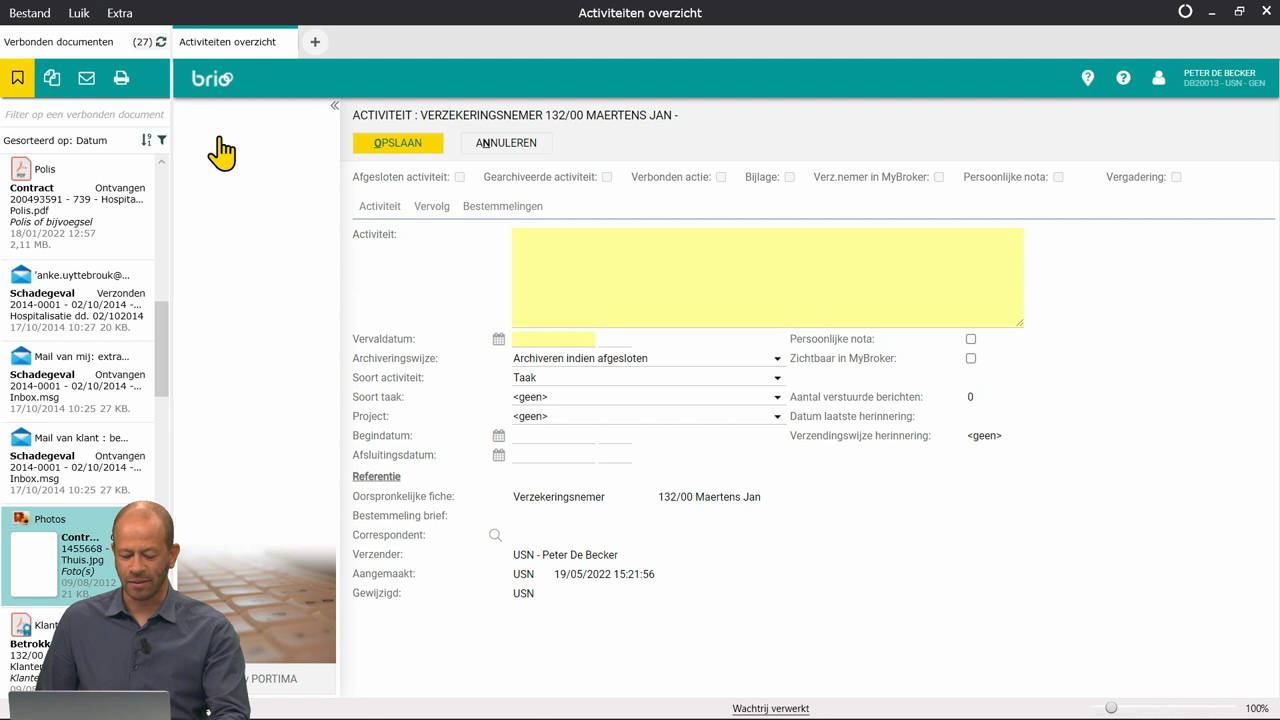 Bestand Luik Extra
Activiteiten overzicht
Verbonden documenten (27)
Activiteiten overzicht
+
brio
PETER DE BECKER
DB20013 - USN - GEN
Filter op een verbonden document
Gesorteerd op: Datum
Polis
Contract Ontvangen
200493591 - 739 - Hospita...
Polis.pdf
Polis of bijvoegsel
18/01/2022 12:57
2,11 MB.
'anke.uyttebrouk@...
Schadegeval Verzonden
2014-0001 - 02/10/2014 -...
Hospitalisatie dd. 02/102014
17/10/2014 10:27 20 KB.
Mail van mij: extra...
Schadegeval Ontvangen
2014-0001 - 02/10/2014 -...
Inbox.msg
17/10/2014 10:25 27 KB.
Mail van klant : be...
Schadegeval Ontvangen
2014-0001 - 02/10/2014 -...
Inbox.msg
17/10/2014 10:25 27 KB.
Photos
Contr...
1455668 -
Thuis.jpg
Foto(s)
09/08/2012
21 KB.
Klant
Betrokk
132/00
Klanten
Klanten
09/0
PORTIMA
ACTIVITEIT : VERZEKERINGSNEMER 132/00 MAERTENS JAN -
OPSLAAN ANNULEREN
Afgesloten activiteit: Gearchiveerde activiteit: Verbonden actie: Bijlage: Verz.nemer in MyBroker: Persoonlijke nota: Vergadering:
Activiteit Vervolg Bestemmelingen
Activiteit:
Vervaldatum: Persoonlijke nota:
Archiveringswijze: Archiveren indien afgesloten Zichtbaar in MyBroker:
Soort activiteit: Taak
Soort taak: <geen> Aantal verstuurde berichten: 0
Project: <geen> Datum laatste herinnering:
Begindatum: Verzendingswijze herinnering: <geen>
Afsluitingsdatum:
Referentie
Oorspronkelijke fiche: Verzekeringsnemer 132/00 Maertens Jan
Bestemmeling brief:
Correspondent:
Verzender: USN - Peter De Becker
Aangemaakt: USN 19/05/2022 15:21:56
Gewijzigd: USN
Wachtrij verwerkt
100%